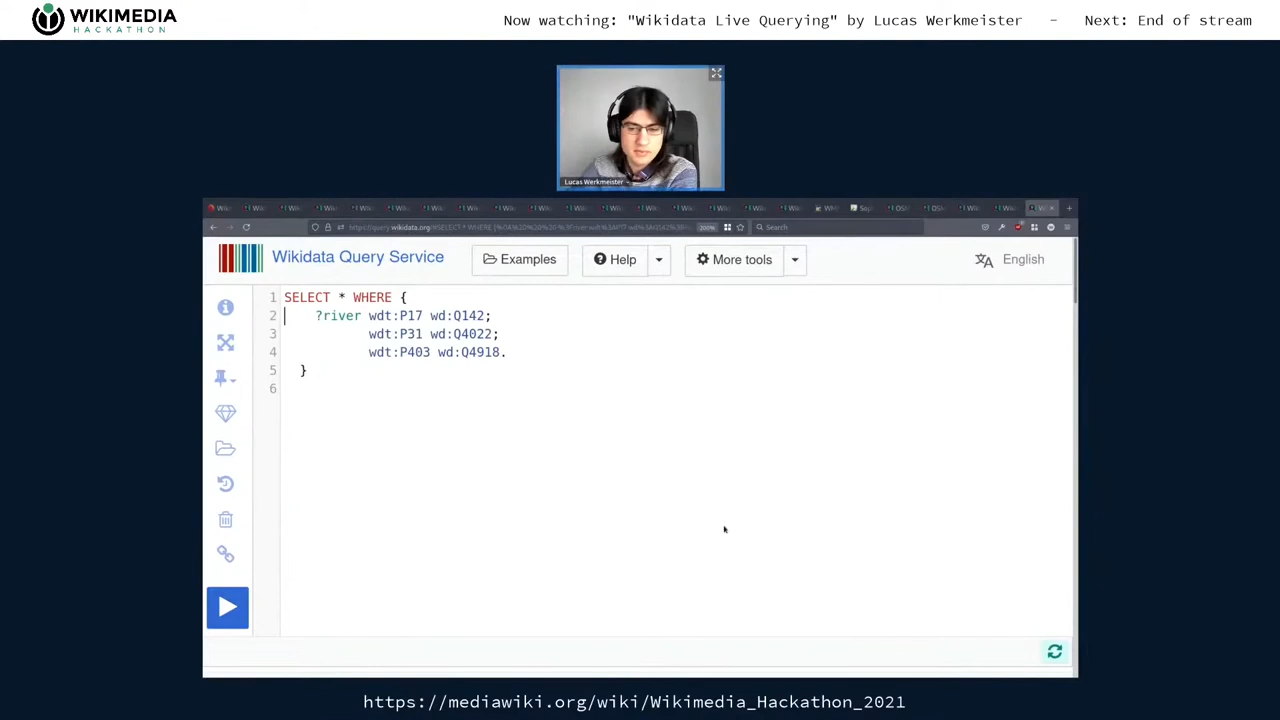 WIKIMEDIA
HACKATHON
Now watching: "Wikidata Live Querying" by Lucas Werkmeister - Next: End of stream
Lucas Werkmeister
Search
200%
Wikidata Query Service
Examples
Help
More tools
English
1 SELECT * WHERE {
2 ?river wdt:P17 wd:Q142;
3 wdt:P31 wd:Q4022;
4 wdt:P403 wd:Q4918.
5 }
6
https://mediawiki.org/wiki/Wikimedia_Hackathon_2021